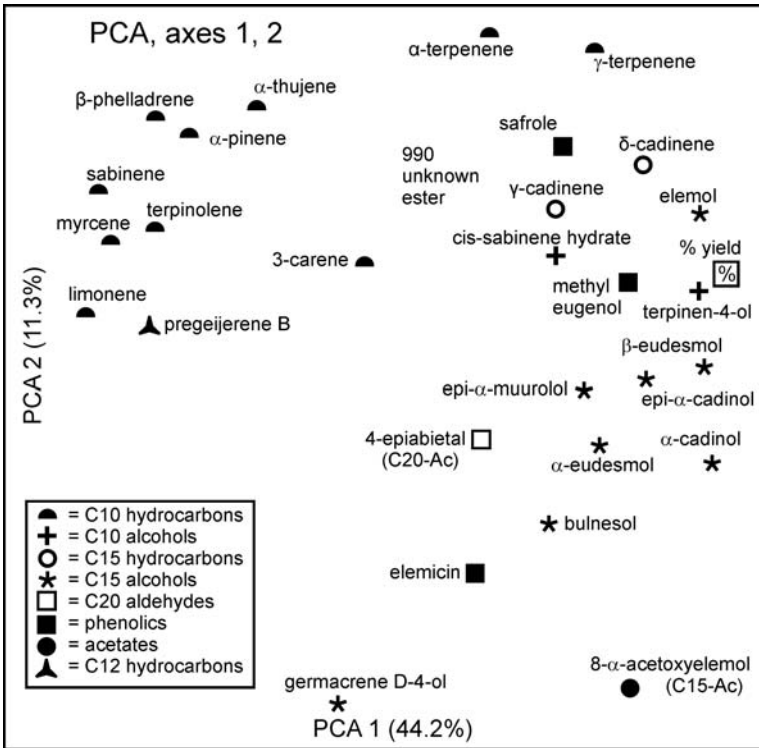 PCA, axes 1, 2
α-terpenene
γ-terpenene
α-thujene
β-phelladrene
α-pinene
safrole
δ-cadinene
990
unknown
ester
sabinene
γ-cadinene
elemol
terpinolene
myrcene
cis-sabinene hydrate
% yield
%
3-carene
methyl
eugenol
terpinen-4-ol
limonene
pregeijerene B
β-eudesmol
epi-α-muurolol
epi-α-cadinol
4-epiabietal
(C20-Ac)
α-eudesmol
α-cadinol
bulnesol
elemicin
germacrene D-4-ol
8-α-acetoxyelemol
(C15-Ac)
PCA 2 (11.3%)
PCA 1 (44.2%)
= C10 hydrocarbons
= C10 alcohols
= C15 hydrocarbons
= C15 alcohols
= C20 aldehydes
= phenolics
= acetates
= C12 hydrocarbons